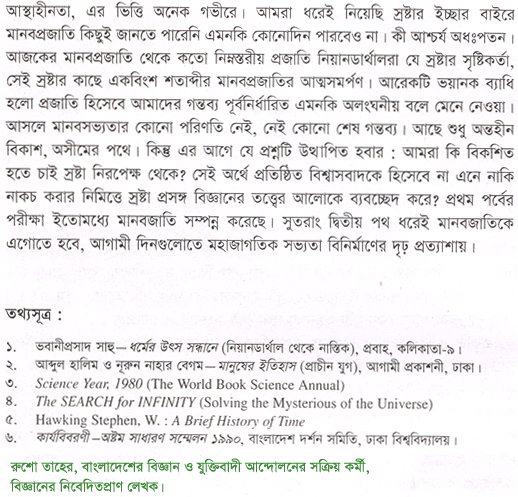 আস্থাহীনতা, এর ভিত্তি অনেক গভীরে। আমরা ধরেই নিয়েছি স্রষ্টার ইচ্ছার বাইরে
মানবপ্রজাতি কিছুই জানতে পারেনি এমনকি কোনোদিন পারবেও না। কী আশ্চর্য অধঃপতন।
আজকের মানবপ্রজাতি থেকে কতো নিম্নস্তরীয় প্রজাতি নিয়ানডার্থালরা যে স্রষ্টার সৃষ্টিকর্তা,
সেই স্রষ্টার কাছে একবিংশ শতাব্দীর মানবপ্রজাতির আত্মসমর্পণ। আরেকটি ভয়ানক ব্যাধি
হলো প্রজাতি হিসেবে আমাদের গন্তব্য পূর্বনির্ধারিত এমনকি অলংঘনীয় বলে মেনে নেওয়া।
আসলে মানবসভ্যতার কোনো পরিণতি নেই, নেই কোনো শেষ গন্তব্য। আছে শুধু অন্তহীন
বিকাশ, অসীমের পথে। কিন্তু এর আগে যে প্রশ্নটি উত্থাপিত হবার : আমরা কি বিকশিত
হতে চাই স্রষ্টা নিরপেক্ষ থেকে? সেই অর্থে প্রতিষ্ঠিত বিশ্বাসবাদকে হিসেবে না এনে নাকি
নাকচ করার নিমিত্তে স্রষ্টা প্রসঙ্গ বিজ্ঞানের তত্ত্বের আলোকে ব্যবচ্ছেদ করে? প্রথম পর্বের
পরীক্ষা ইতোমধ্যে মানবজাতি সম্পন্ন করেছে। সুতরাং দ্বিতীয় পথ ধরেই মানবজাতিকে
এগোতে হবে, আগামী দিনগুলোতে মহাজাগতিক সভ্যতা বিনির্মাণের দৃঢ় প্রত্যাশায়।
তথ্যসূত্র :
১. ভবানীপ্রসাদ সাহু—ধর্মের উৎস সন্ধানে (নিয়ানডার্থাল থেকে নাস্তিক), প্রবাহ, কলিকাতা-৯।
২. আব্দুল হালিম ও নূরুন নাহার বেগম—মানুষের ইতিহাস (প্রাচীন যুগ), আগামী প্রকাশনী, ঢাকা।
৩. Science Year, 1980 (The World Book Science Annual)
৪. The SEARCH for INFINITY (Solving the Mysterious of the Universe)
৫. Hawking Stephen, W. : A Brief History of Time
৬. কার্যবিবরণী—অষ্টম সাধারণ সম্মেলন ১৯৯০, বাংলাদেশ দর্শন সমিতি, ঢাকা বিশ্ববিদ্যালয়।
রুশো তাহের, বাংলাদেশের বিজ্ঞান ও যুক্তিবাদী আন্দোলনের সক্রিয় কর্মী,
বিজ্ঞানের নিবেদিতপ্রাণ লেখক।